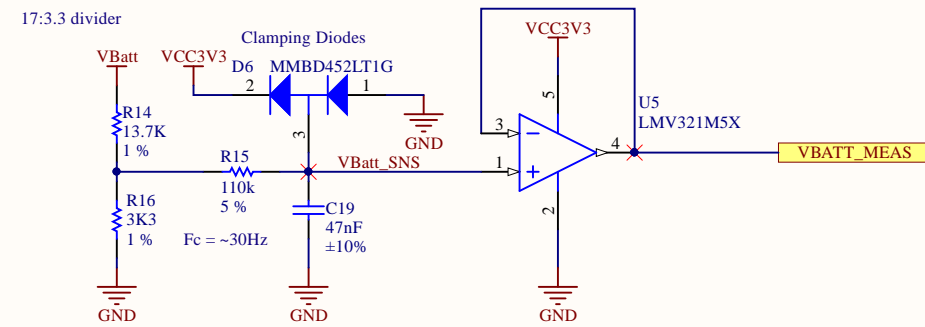 17:3.3 divider
Clamping Diodes
VBatt
VCC3V3
VCC3V3
D6 MMBD452LT1G
2
1
3
GND
R14
13.7K
1 %
R15
110k
5 %
VBatt_SNS
R16
3K3
1 %
Fc = ~30Hz
C19
47nF
±10%
5
U5
LMV321M5X
3
4
1
2
VBATT_MEAS
GND
GND
GND